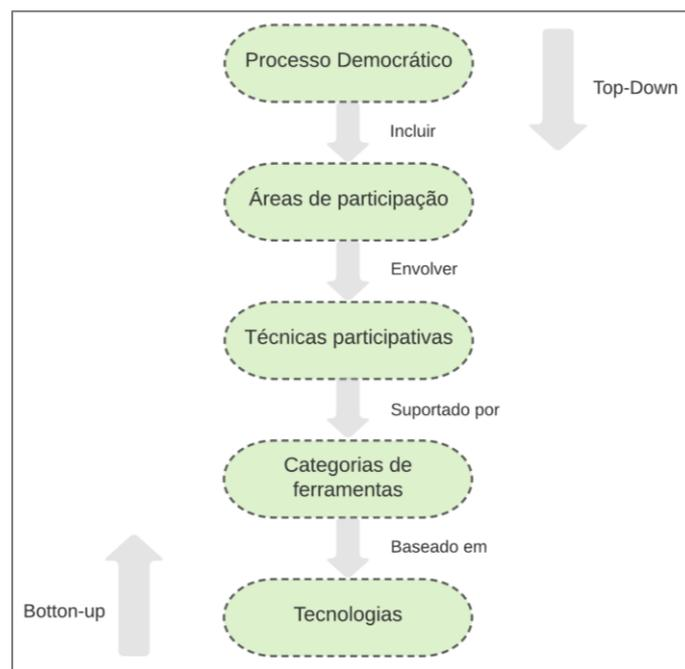 Processo Democrático
Top-Down
Incluir
Áreas de participação
Envolver
Técnicas participativas
Suportado por
Categorias de
ferramentas
Baseado em
Botton-up
Tecnologias